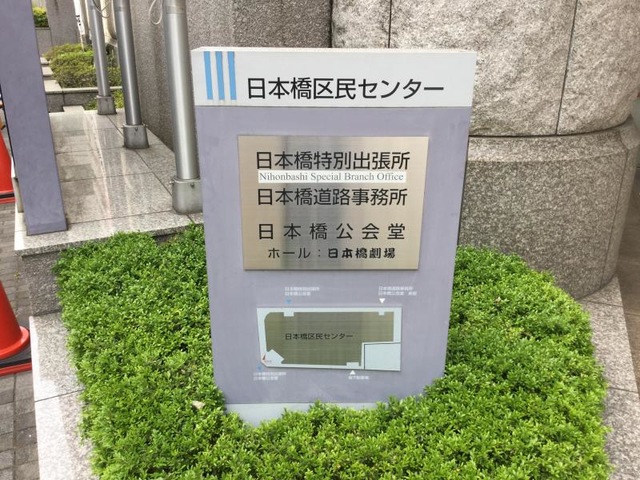 日本橋区民センター
日本橋特別出張所
Nihonbashi Special Branch Office
日本橋道路事務所
日本橋公会堂
ホール：日本橋劇場
日本橋区民センター